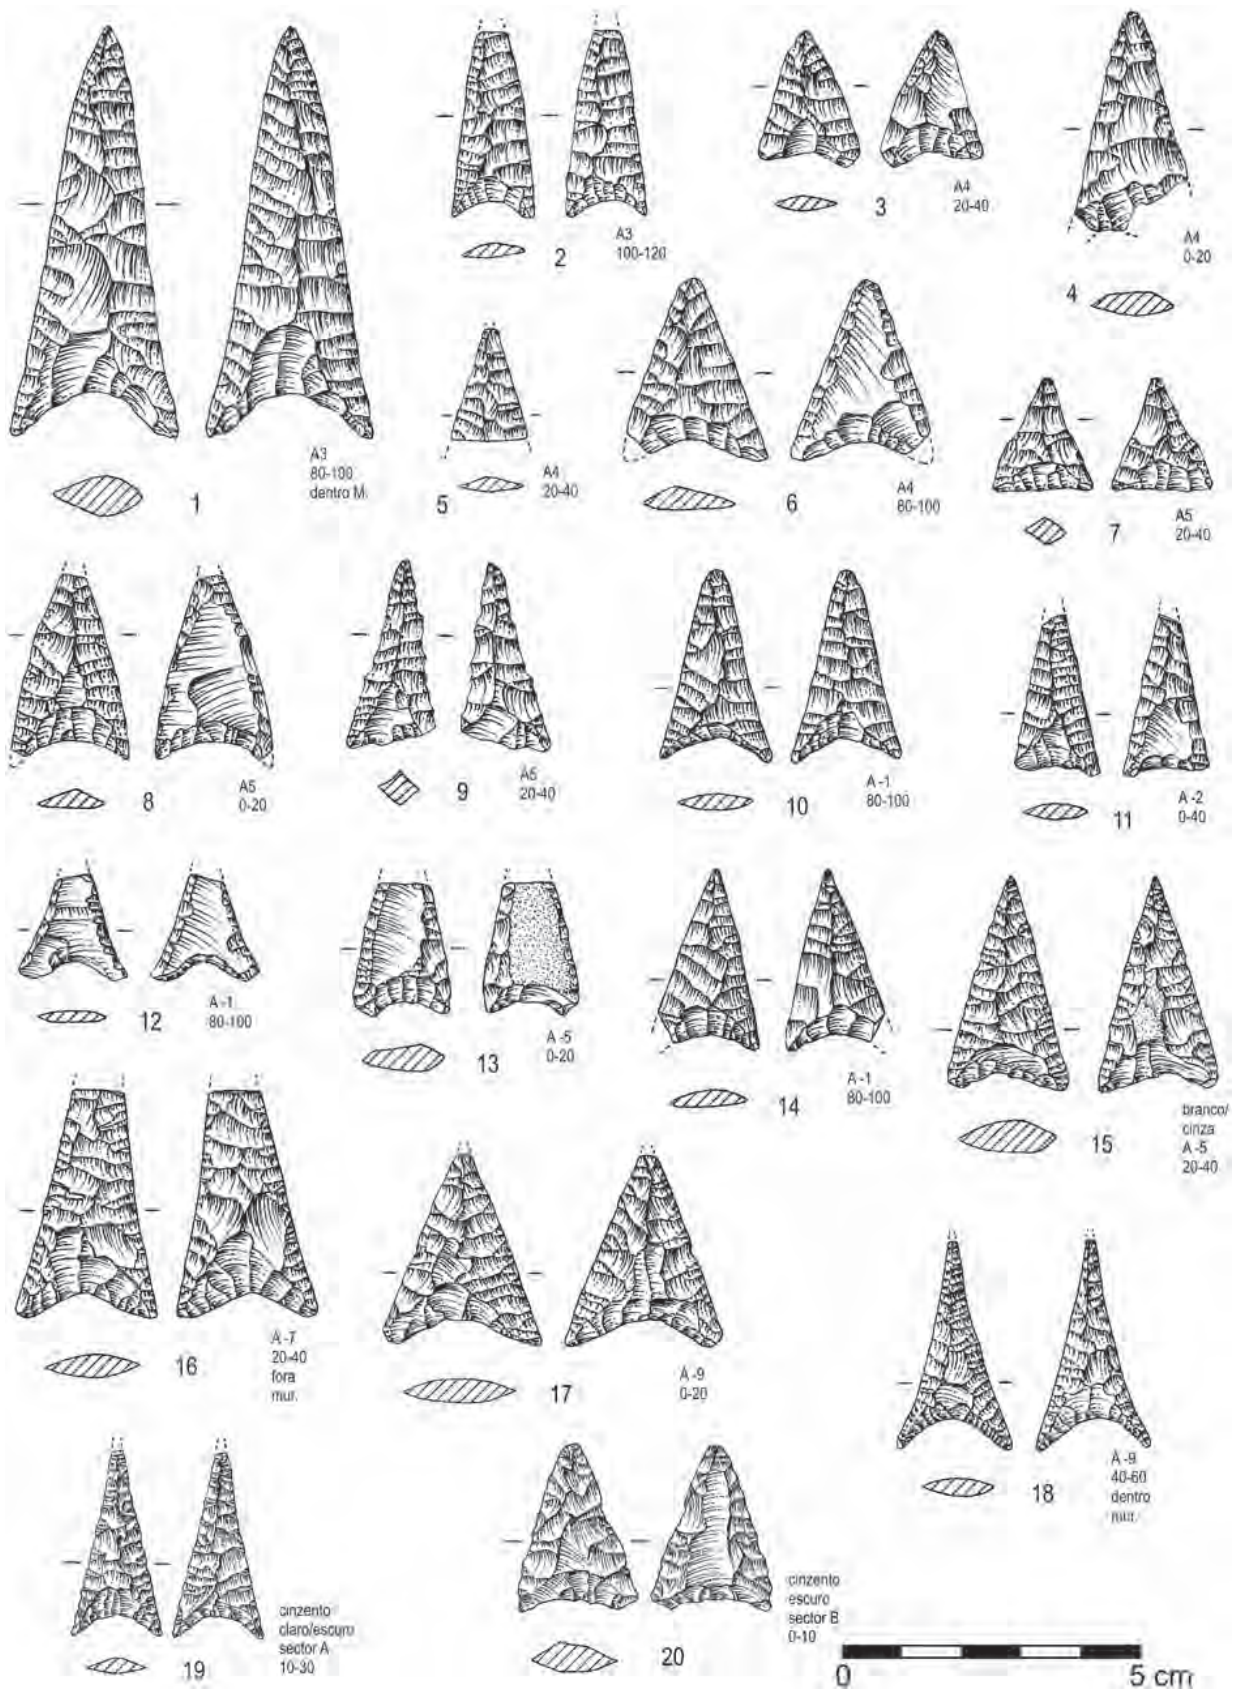 1
A3
80-100
dentro M.
2
A3
100-120
3
A4
20-40
4
A4
0-20
5
A4
20-40
6
A4
80-100
7
A5
20-40
8
A5
0-20
9
A5
20-40
10
A -1
80-100
11
A -2
0-40
12
A -1
80-100
13
A -5
0-20
14
A -1
80-100
15
branco/
cinza
A -5
20-40
16
A -7
20-40
fora
mur.
17
A -9
0-20
18
A -9
40-60
dentro
mur.
19
cinzento
claro/escuro
sector A
10-30
20
cinzento
escuro
sector B
0-10
0 5 cm